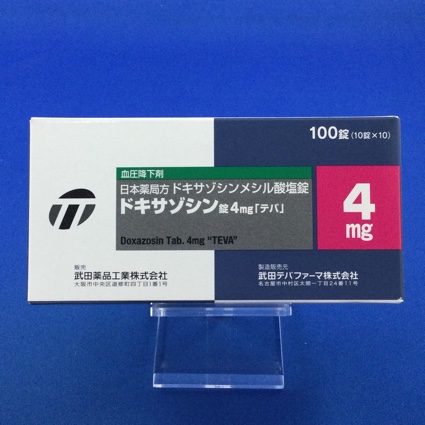 100錠(10錠×10)
血圧降下剤
日本薬局方 ドキサゾシンメシル酸塩錠
ドキサゾシン錠4mg「テバ」
Doxazosin Tab. 4mg "TEVA"
4
mg
販売
武田薬品工業株式会社
大阪市中央区道修町四丁目1番1号
製造販売元
武田テバファーマ株式会社
名古屋市中村区太閤一丁目24番11号